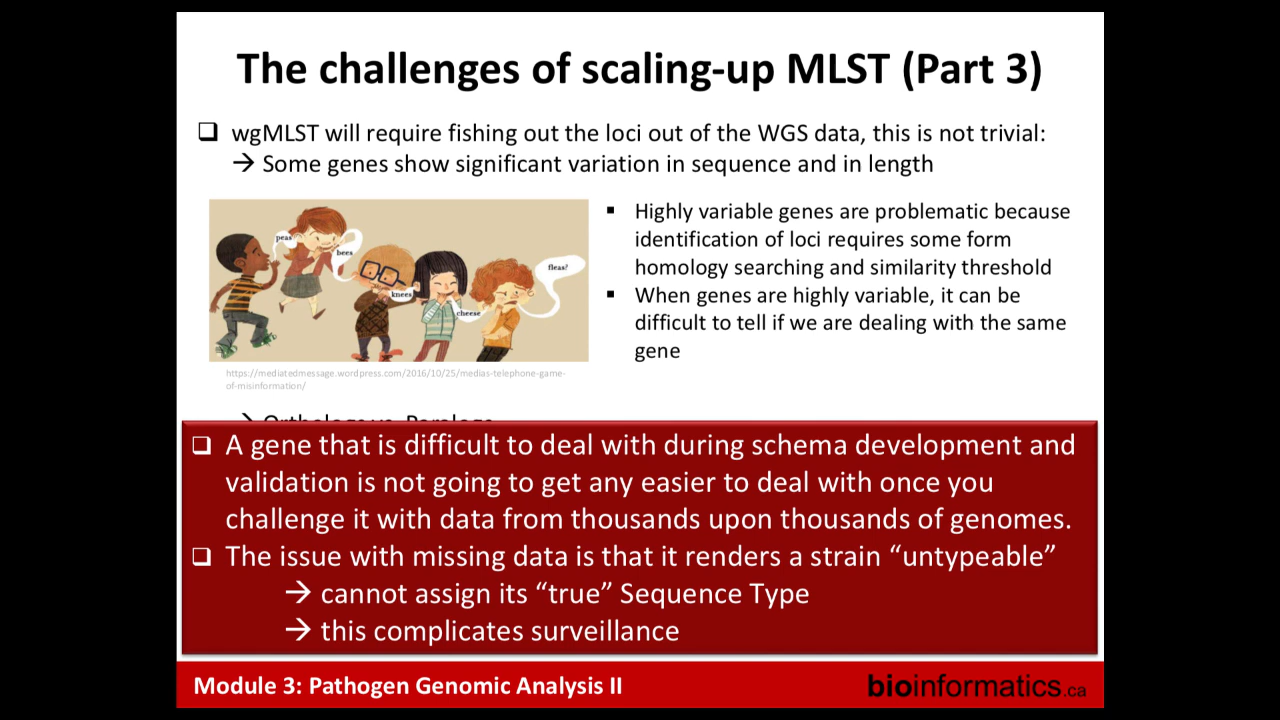 The challenges of scaling-up MLST (Part 3)
❑ wgMLST will require fishing out the loci out of the WGS data, this is not trivial:
→ Some genes show significant variation in sequence and in length
peas
bees
knees
cheese
fleas?
▪ Highly variable genes are problematic because
identification of loci requires some form
homology searching and similarity threshold
▪ When genes are highly variable, it can be
difficult to tell if we are dealing with the same
gene
https://mediatedmessage.wordpress.com/2016/10/25/medias-telephone-game-
of-misinformation/
→ Orthologs vs. Paralogs
❑ A gene that is difficult to deal with during schema development and
validation is not going to get any easier to deal with once you
challenge it with data from thousands upon thousands of genomes.
❑ The issue with missing data is that it renders a strain “untypeable”
→ cannot assign its “true” Sequence Type
→ this complicates surveillance
Module 3: Pathogen Genomic Analysis II
bioinformatics.ca